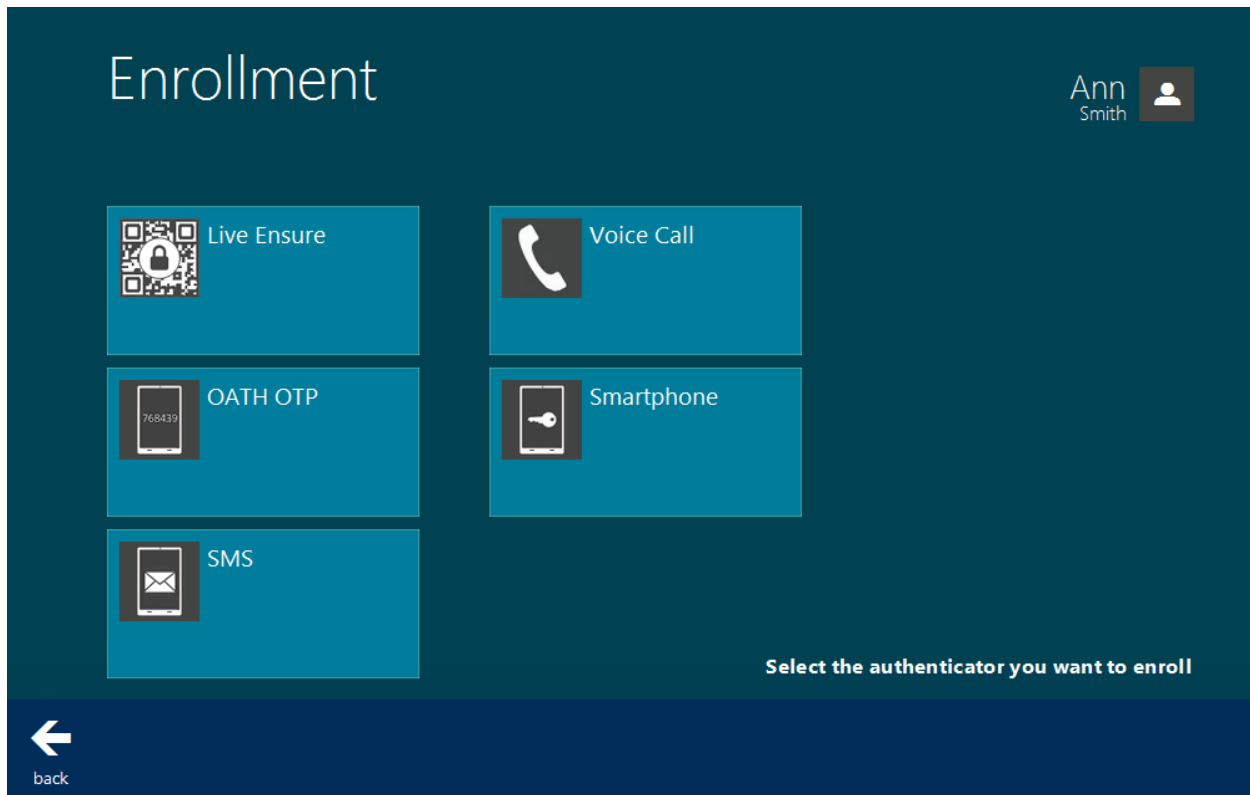 Enrollment
Ann
Smith
Live Ensure
Voice Call
OATH OTP
768439
Smartphone
SMS
Select the authenticator you want to enroll
back